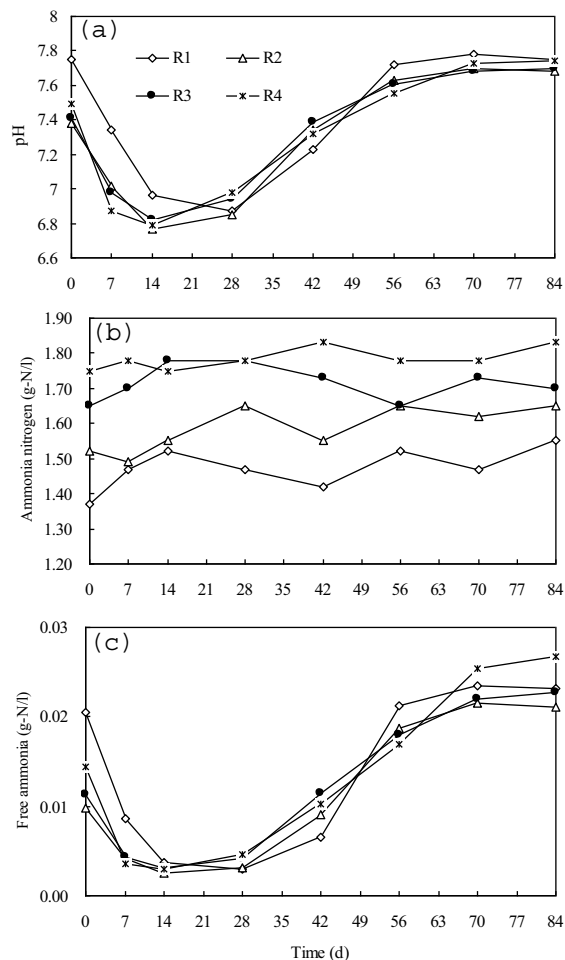 (a)
8
7.8
7.6
7.4
7.2
7
6.8
6.6
pH
R1 R2
R3 R4
0 7 14 21 28 35 42 49 56 63 70 77 84
(b)
1.90
1.80
1.70
1.60
1.50
1.40
1.30
1.20
Ammonia nitrogen (g-N/l)
0 7 14 21 28 35 42 49 56 63 70 77 84
(c)
0.03
0.02
0.01
0.00
Free ammonia (g-N/l)
0 7 14 21 28 35 42 49 56 63 70 77 84
Time (d)